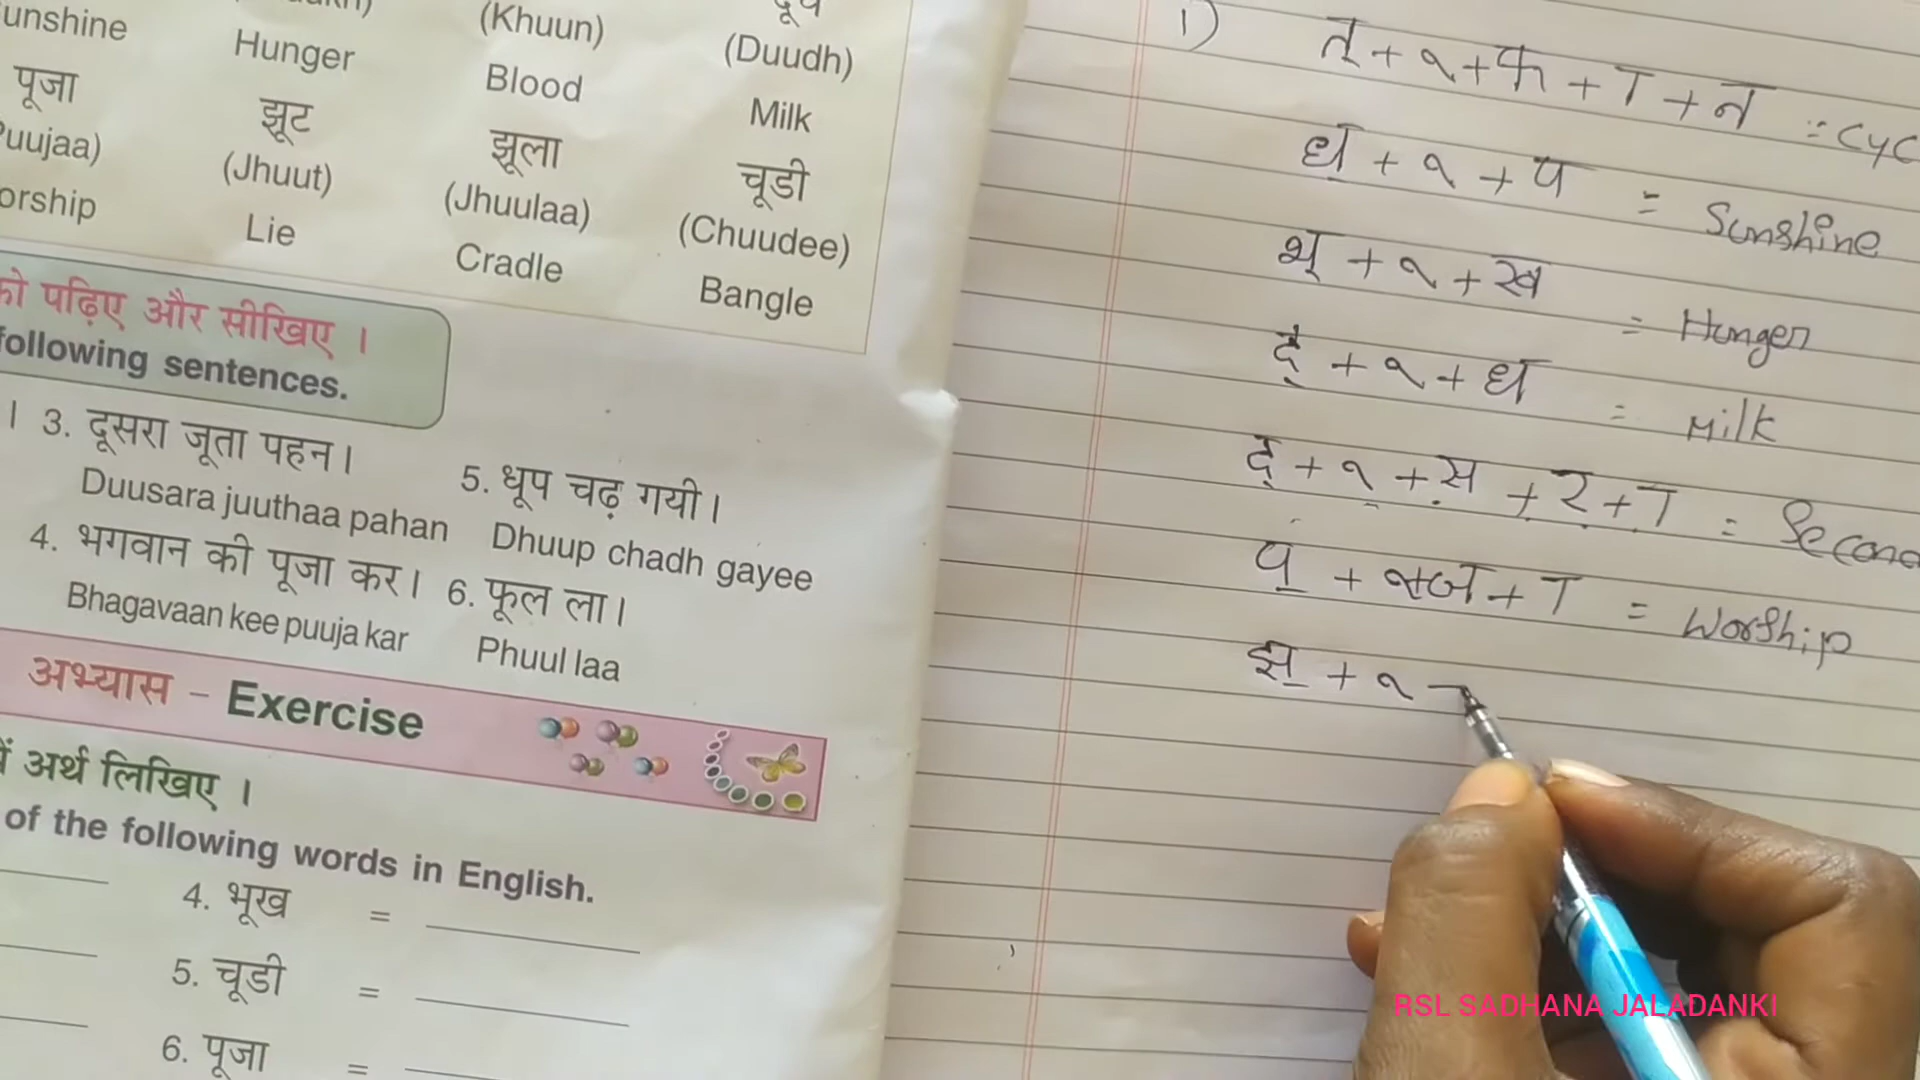 unshine Hunger (Khuun) (Duudh)
पूजा झूट Blood Milk
Puujaa) (Jhuut) झूला चूडी
orship Lie (Jhuulaa) (Chuudee)
Cradle Bangle
को पढ़िए और सीखिए ।
following sentences.
। 3. दूसरा जूता पहन।
Duusara juuthaa pahan
5. धूप चढ़ गयी।
Dhuup chadh gayee
4. भगवान की पूजा कर।
Bhagavaan kee puuja kar
6. फूल ला।
Phuul laa
अभ्यास – Exercise
में अर्थ लिखिए ।
of the following words in English.
4. भूख =
5. चूडी =
6. पूजा =
1) त् + ू + फ + ा + न = Cyc
ध् + ू + प = Sunshine
भ् + ू + ख = Hunger
द् + ू + ध = Milk
द् + ू + स + र + ा = Second
प् + ू + ज + ा = Worship
झ् + ू
RSL SADHANA JALADANKI